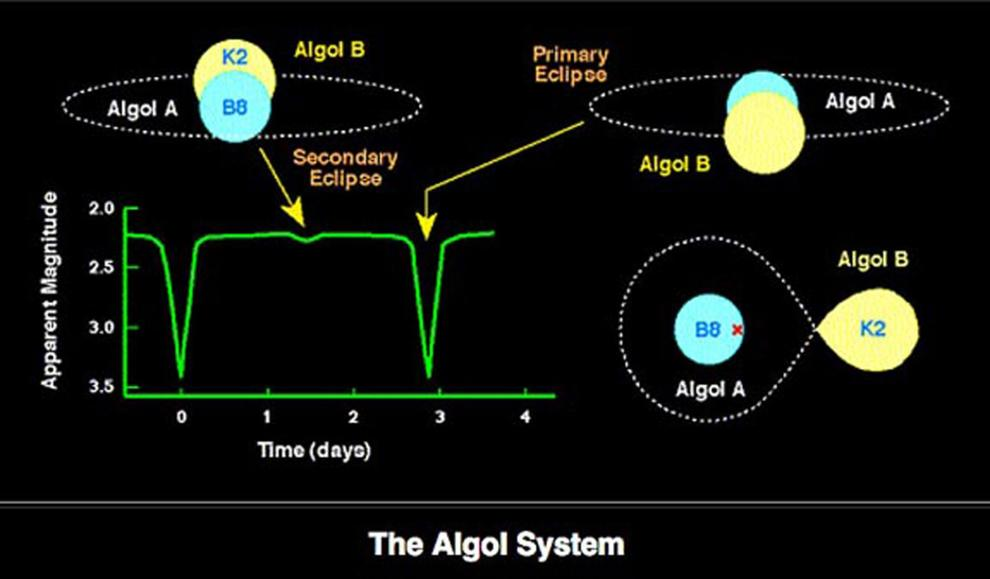 K2
Algol B
Algol A
B8
Primary
Eclipse
Algol A
Algol B
Secondary
Eclipse
Apparent Magnitude
2.0
2.5
3.0
3.5
0 1 2 3 4
Time (days)
Algol B
B8 x
K2
Algol A
The Algol System